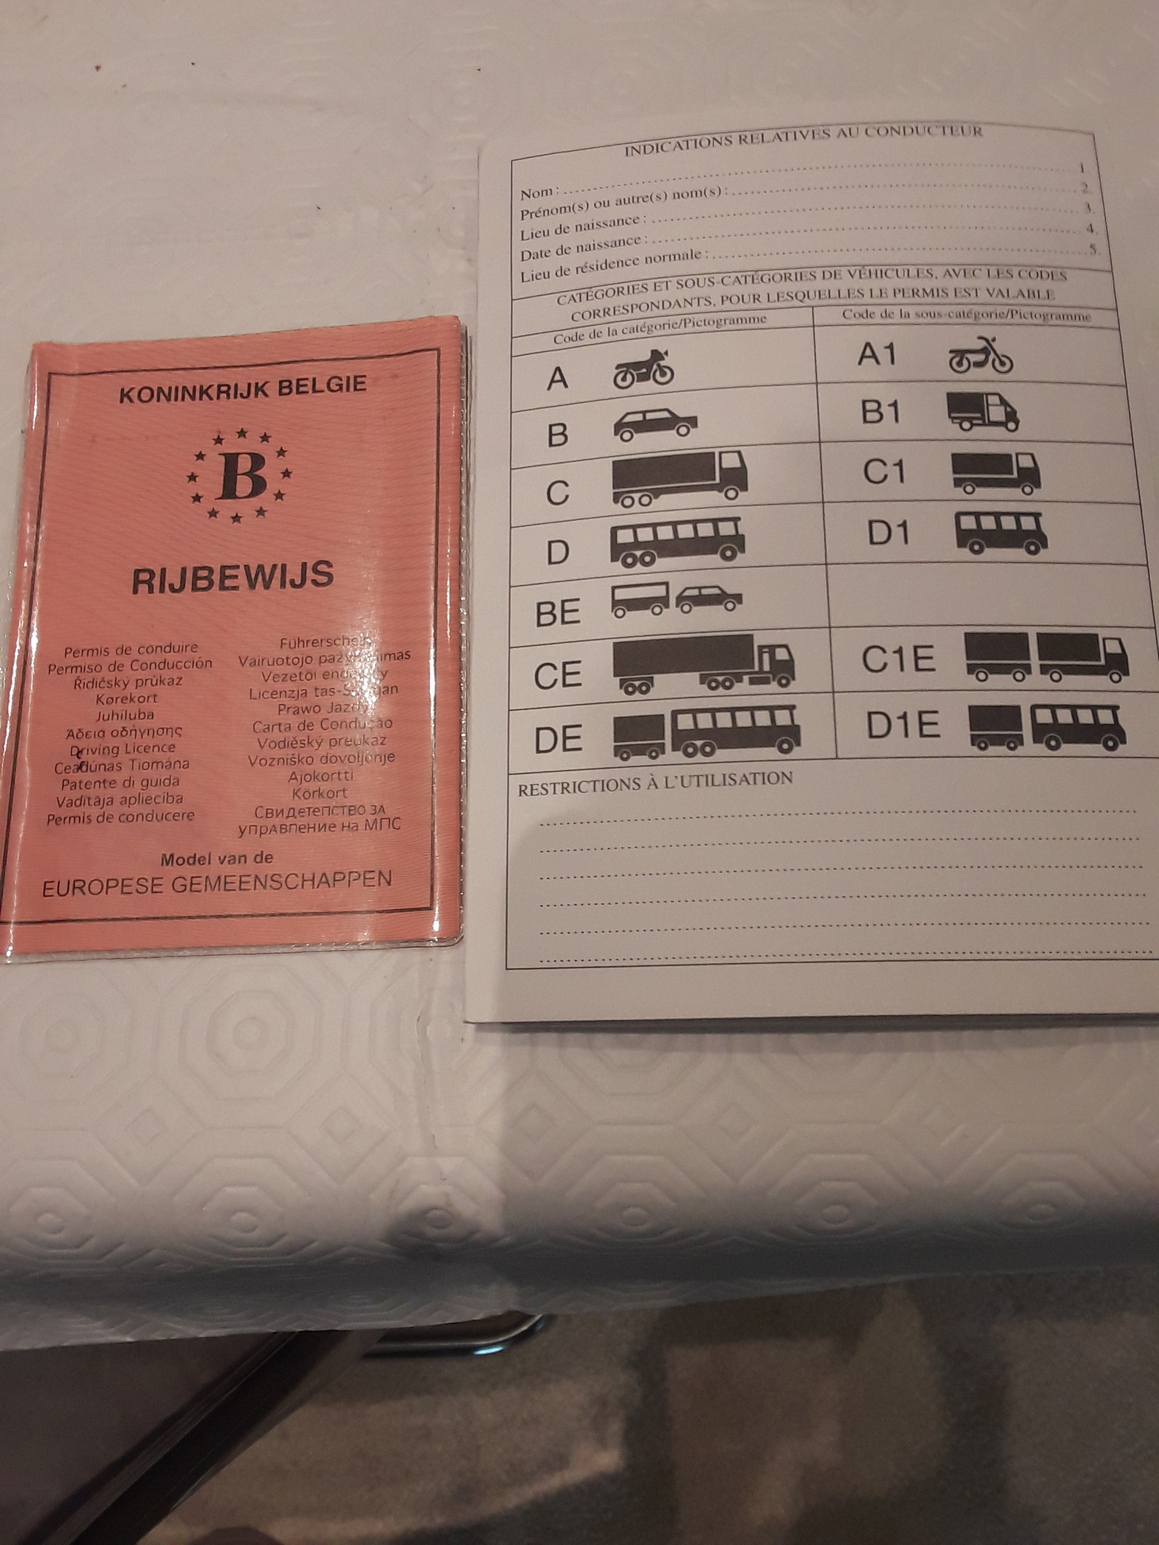 KONINKRIJK BELGIE
B
RIJBEWIJS
Permis de conduire
Permiso de Conducción
Řidičský průkaz
Kørekort
Juhiluba
Άδεια οδήγησης
Driving Licence
Ceadúnas Tiomána
Patente di guida
Vadītāja apliecība
Permis de conducere
Vairuotojo
Vezetői
Licenzja
Prawo
Carta de Condução
Vodičský preukaz
Vozniško dovoljenje
Ajokortti
Körkort
Свидетелство за
управление на МПС
Model van de
EUROPESE GEMEENSCHAPPEN
INDICATIONS RELATIVES AU CONDUCTEUR
Nom : 1
Prénom(s) ou autre(s) nom(s) : 2.
Lieu de naissance : 3.
Date de naissance : 4.
Lieu de résidence normale : 5.
CATÉGORIES ET SOUS-CATÉGORIES DE VÉHICULES, AVEC LES CODES
CORRESPONDANTS, POUR LESQUELLES LE PERMIS EST VALABLE
Code de la catégorie/Pictogramme Code de la sous-catégorie/Pictogramme
A A1
B B1
C C1
D D1
BE
CE C1E
DE D1E
RESTRICTIONS À L'UTILISATION